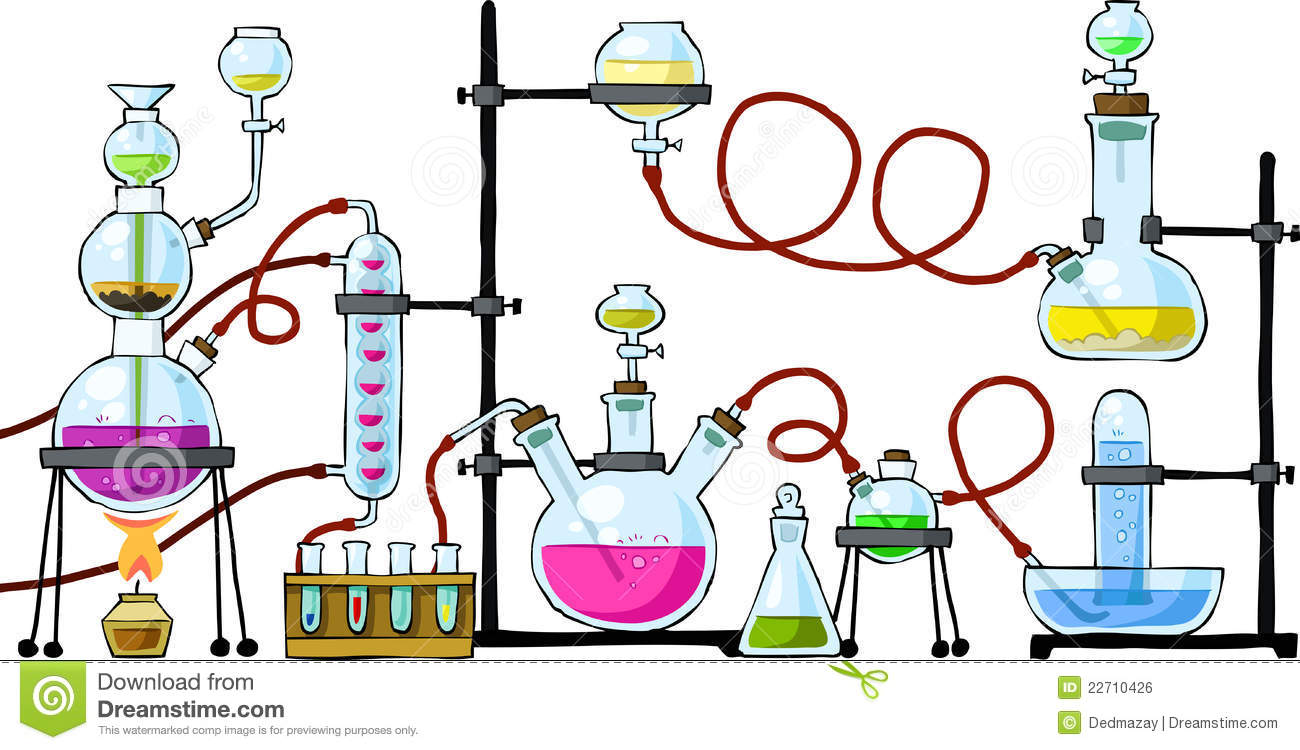 Download from
Dreamstime.com
This watermarked comp image is for previewing purposes only.
ID 22710426
© Dedmazay | Dreamstime.com